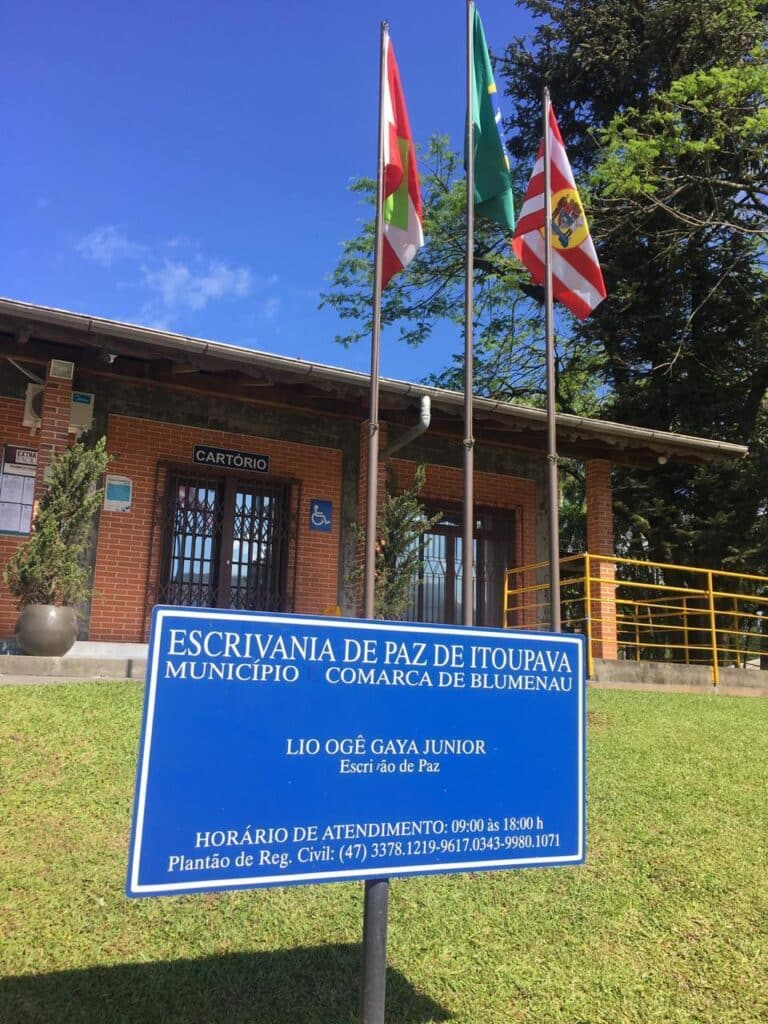 EXTRA
CARTÓRIO
ESCRIVANIA DE PAZ DE ITOUPAVA
MUNICÍPIO COMARCA DE BLUMENAU
LIO OGÊ GAYA JUNIOR
Escrivão de Paz
HORÁRIO DE ATENDIMENTO: 09:00 às 18:00 h
Plantão de Reg. Civil: (47) 3378.1219-9617.0343-9980.1071